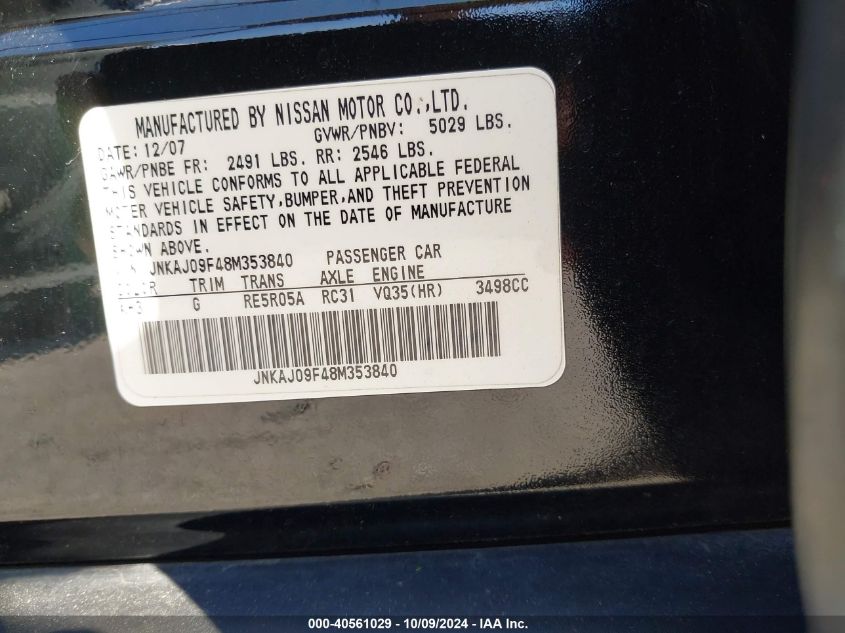 MANUFACTURED BY NISSAN MOTOR CO.,LTD.
DATE: 12/07 GVWR/PNBV: 5029 LBS.
GAWR/PNBE FR: 2491 LBS. RR: 2546 LBS.
THIS VEHICLE CONFORMS TO ALL APPLICABLE FEDERAL
MOTOR VEHICLE SAFETY,BUMPER,AND THEFT PREVENTION
STANDARDS IN EFFECT ON THE DATE OF MANUFACTURE
SHOWN ABOVE.
JNKAJ09F48M353840 PASSENGER CAR
COLOR TRIM TRANS AXLE ENGINE
G RE5R05A RC31 VQ35(HR) 3498CC
JNKAJ09F48M353840
000-40561029 - 10/09/2024 - IAAI Inc.